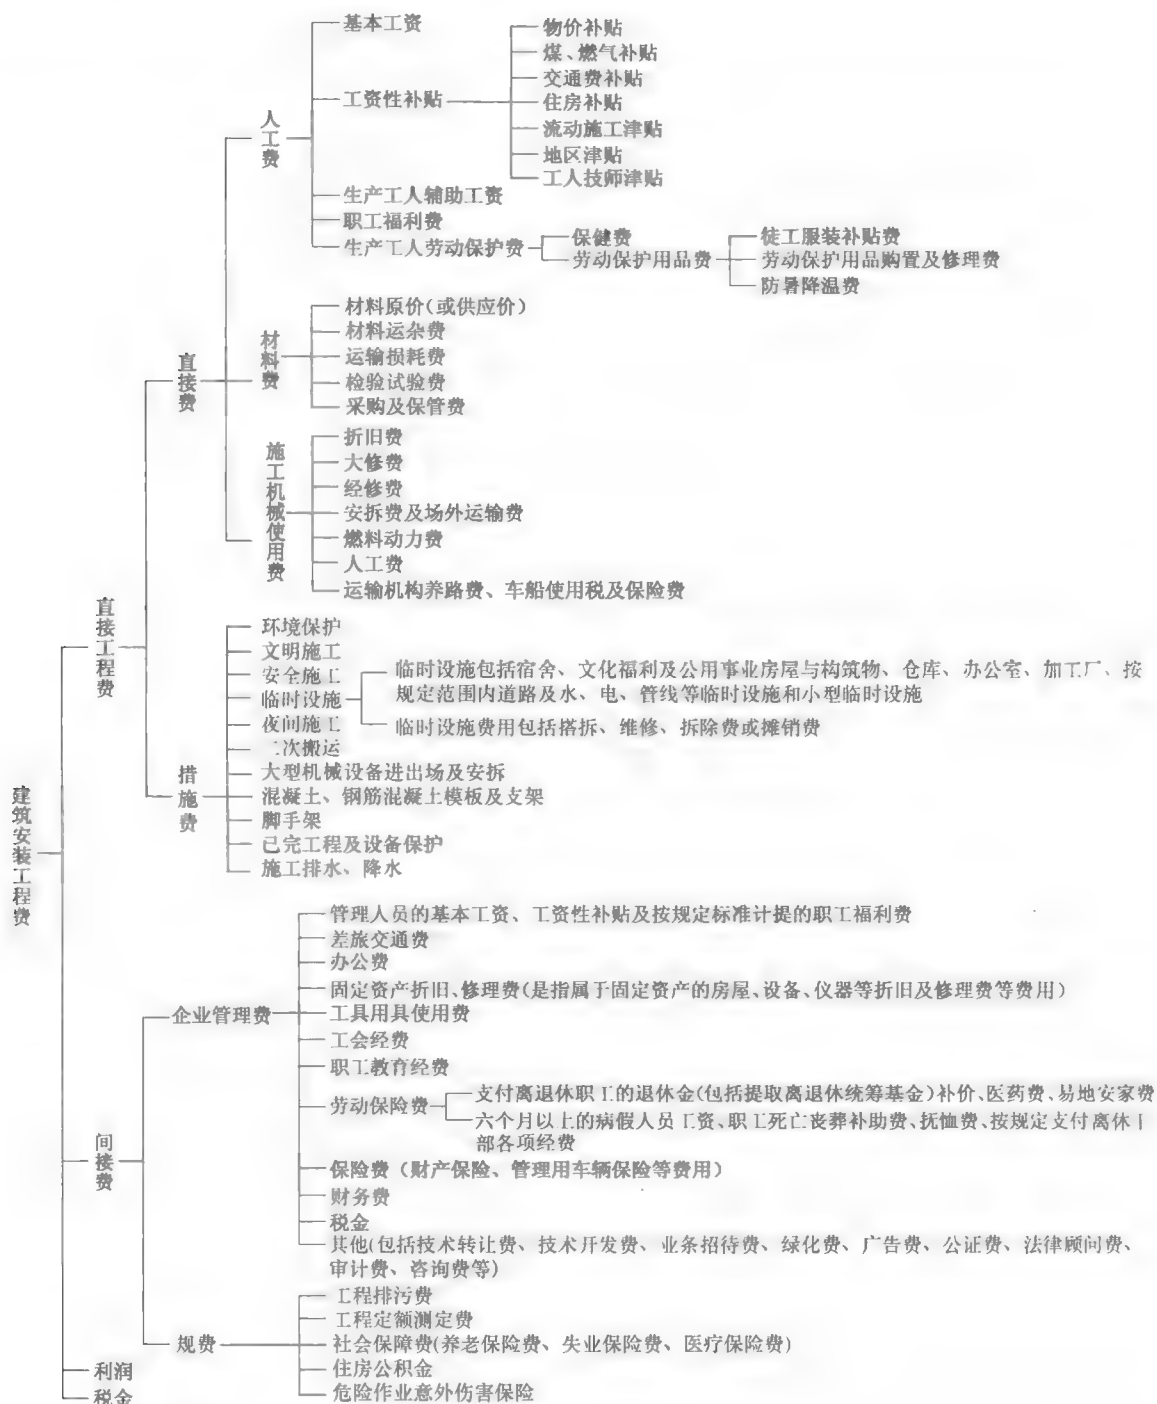 建筑安装工程费
直接工程费
直接费
人工费
基本工资
工资性补贴
物价补贴
煤、燃气补贴
交通费补贴
住房补贴
流动施工津贴
地区津贴
工人技师津贴
生产工人辅助工资
职工福利费
生产工人劳动保护费
保健费
劳动保护用品费
徒工服装补贴费
劳动保护用品购置及修理费
防暑降温费
材料费
材料原价(或供应价)
材料运杂费
运输损耗费
检验试验费
采购及保管费
施工机械使用费
折旧费
大修费
经修费
安拆费及场外运输费
燃料动力费
人工费
运输机构养路费、车船使用税及保险费
措施费
环境保护
文明施工
安全施工
临时设施
临时设施包括宿舍、文化福利及公用事业房屋与构筑物、仓库、办公室、加工厂、按
规定范围内道路及水、电、管线等临时设施和小型临时设施
临时设施费用包括搭拆、维修、拆除费或摊销费
夜间施工
二次搬运
大型机械设备进出场及安拆
混凝土、钢筋混凝土模板及支架
脚手架
已完工程及设备保护
施工排水、降水
间接费
企业管理费
管理人员的基本工资、工资性补贴及按规定标准计提的职工福利费
差旅交通费
办公费
固定资产折旧、修理费(是指属于固定资产的房屋、设备、仪器等折旧及修理费等费用)
工具用具使用费
工会经费
职工教育经费
劳动保险费
支付离退休职工的退休金(包括提取离退休统筹基金)补价、医药费、易地安家费
六个月以上的病假人员工资、职工死亡丧葬补助费、抚恤费、按规定支付离休干
部各项经费
保险费（财产保险、管理用车辆保险等费用）
财务费
税金
其他(包括技术转让费、技术开发费、业条招待费、绿化费、广告费、公证费、法律顾问费、
审计费、咨询费等)
规费
工程排污费
工程定额测定费
社会保障费(养老保险费、失业保险费、医疗保险费)
住房公积金
危险作业意外伤害保险
利润
税金